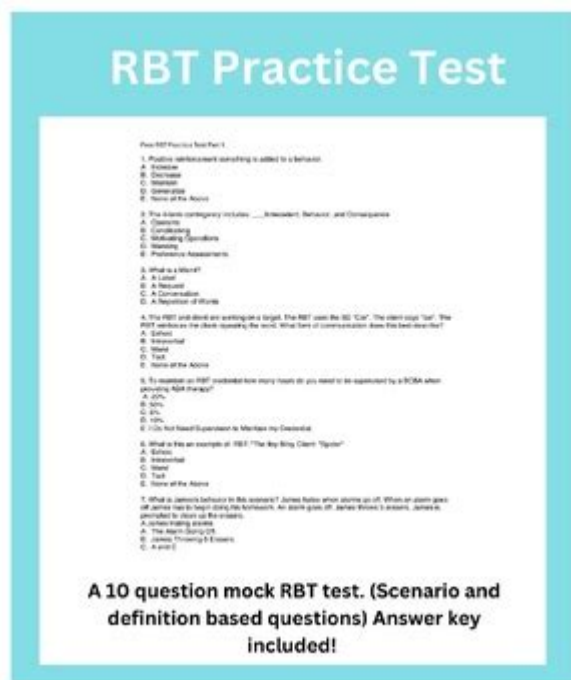 RBT Practice Test
Free RBT Practice Test Part 1
1. Positive reinforcement something is added to a behavior.
A. Increase
B. Decrease
C. Maintain
D. Generalize
E. None of the Above
2. The 4-term contingency includes ___, Antecedent, Behavior, and Consequence
A. Operants
B. Conditioning
C. Motivating Operations
D. Manding
E. Preference Assessments
3. What is a Mand?
A. A Label
B. A Request
C. A Conversation
D. A Repetition of Words
4. The RBT and client are working on a target. The RBT uses the SD "Car". The client says "car". The
RBT reinforces the client repeating the word. What form of communication does this best describe?
A. Echoic
B. Intraverbal
C. Mand
D. Tact
E. None of the Above
5. To maintain an RBT credential how many hours do you need to be supervised by a BCBA when
providing ABA therapy?
A. 20%
B. 50%
C. 5%
D. 10%
E. I Do Not Need Supervision to Maintain my Credential
6. What is this an example of: RBT: "The Itsy Bitsy, Client: "Spider"
A. Echoic
B. Intraverbal
C. Mand
D. Tact
E. None of the Above
7. What is James's behavior in this scenario? James hates when alarms go off. When an alarm goes
off James has to begin doing his homework. An alarm goes off. James throws 5 erasers. James is
prompted to clean up the erasers.
A. James Hating alarms
A. The Alarm Going Off.
B. James Throwing 5 Erasers
C. A and C
A 10 question mock RBT test. (Scenario and
definition based questions) Answer key
included!